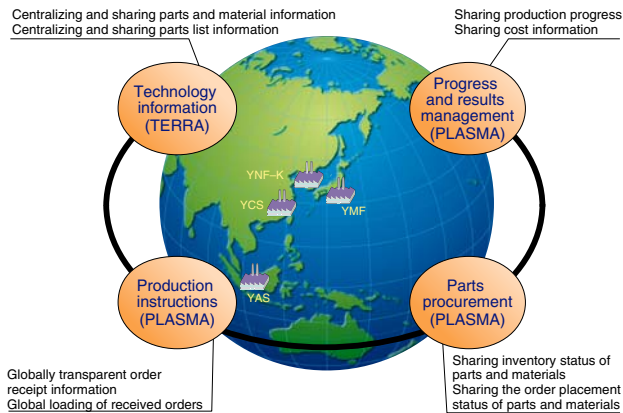 Centralizing and sharing parts and material information
Centralizing and sharing parts list information
Sharing production progress
Sharing cost information
Technology
information
(TERRA)
Progress
and results
management
(PLASMA)
YNF–K
YCS
YMF
YAS
Production
instructions
(PLASMA)
Parts
procurement
(PLASMA)
Globally transparent order
receipt information
Global loading of received orders
Sharing inventory status of
parts and materials
Sharing the order placement
status of parts and materials